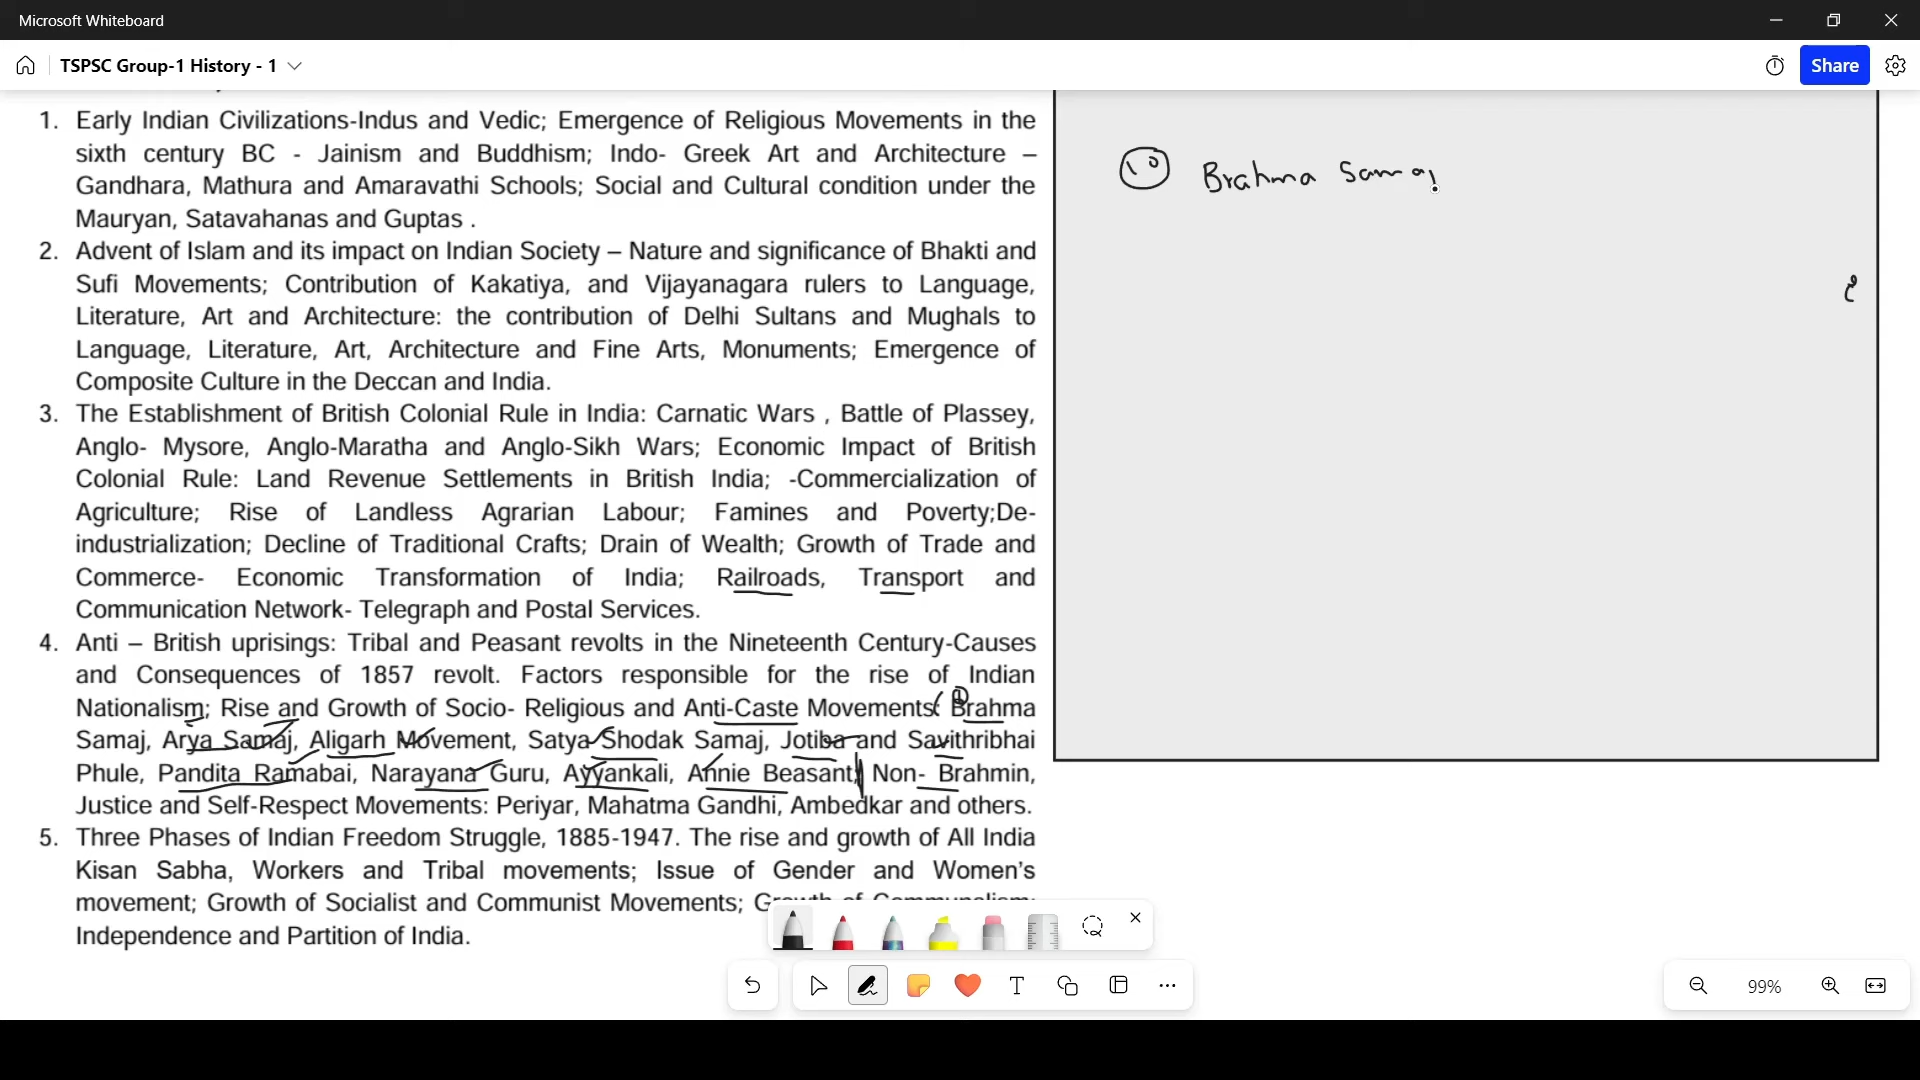 Microsoft Whiteboard
TSPSC Group-1 History - 1
Share
1. Early Indian Civilizations-Indus and Vedic; Emergence of Religious Movements in the
sixth century BC - Jainism and Buddhism; Indo- Greek Art and Architecture –
Gandhara, Mathura and Amaravathi Schools; Social and Cultural condition under the
Mauryan, Satavahanas and Guptas .
2. Advent of Islam and its impact on Indian Society – Nature and significance of Bhakti and
Sufi Movements; Contribution of Kakatiya, and Vijayanagara rulers to Language,
Literature, Art and Architecture: the contribution of Delhi Sultans and Mughals to
Language, Literature, Art, Architecture and Fine Arts, Monuments; Emergence of
Composite Culture in the Deccan and India.
3. The Establishment of British Colonial Rule in India: Carnatic Wars , Battle of Plassey,
Anglo- Mysore, Anglo-Maratha and Anglo-Sikh Wars; Economic Impact of British
Colonial Rule: Land Revenue Settlements in British India; -Commercialization of
Agriculture; Rise of Landless Agrarian Labour; Famines and Poverty;De-
industrialization; Decline of Traditional Crafts; Drain of Wealth; Growth of Trade and
Commerce- Economic Transformation of India; Railroads, Transport and
Communication Network- Telegraph and Postal Services.
4. Anti – British uprisings: Tribal and Peasant revolts in the Nineteenth Century-Causes
and Consequences of 1857 revolt. Factors responsible for the rise of Indian
Nationalism; Rise and Growth of Socio- Religious and Anti-Caste Movements: Brahma
Samaj, Arya Samaj, Aligarh Movement, Satya Shodak Samaj, Jotiba and Savithribhai
Phule, Pandita Ramabai, Narayana Guru, Ayyankali, Annie Beasant, Non- Brahmin,
Justice and Self-Respect Movements: Periyar, Mahatma Gandhi, Ambedkar and others.
5. Three Phases of Indian Freedom Struggle, 1885-1947. The rise and growth of All India
Kisan Sabha, Workers and Tribal movements; Issue of Gender and Women’s
movement; Growth of Socialist and Communist Movements; Growth of Communalism;
Independence and Partition of India.
Brahma Samaj
99%